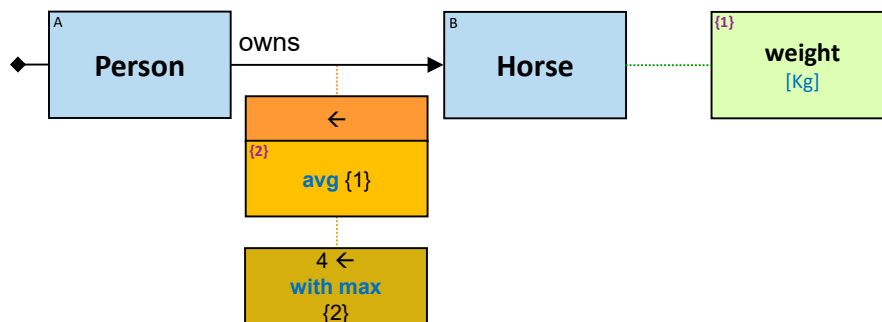 A
Person
owns
B
Horse
{1}
weight
[Kg]
←
{2}
avg {1}
4 ←
with max
{2}